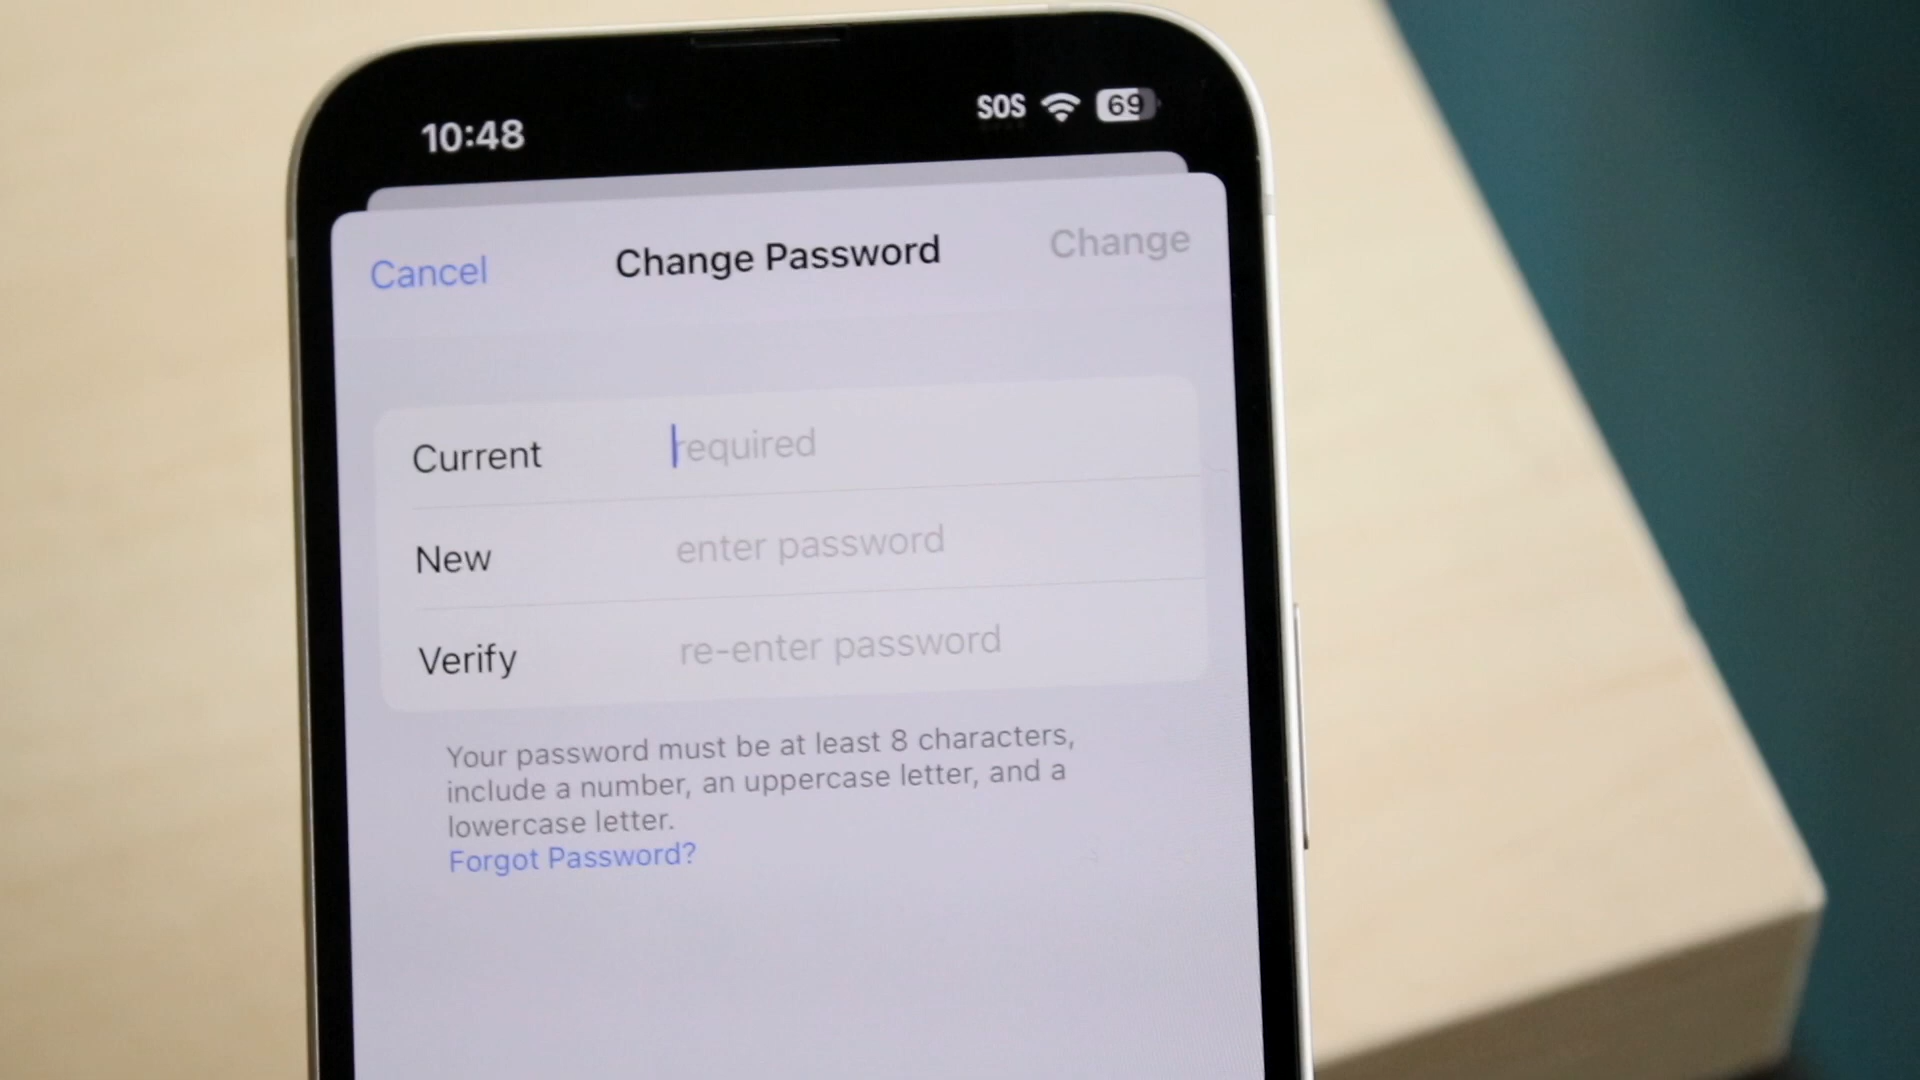 10:48
SOS 69
Cancel Change Password Change
Current required
New enter password
Verify re-enter password
Your password must be at least 8 characters,
include a number, an uppercase letter, and a
lowercase letter.
Forgot Password?